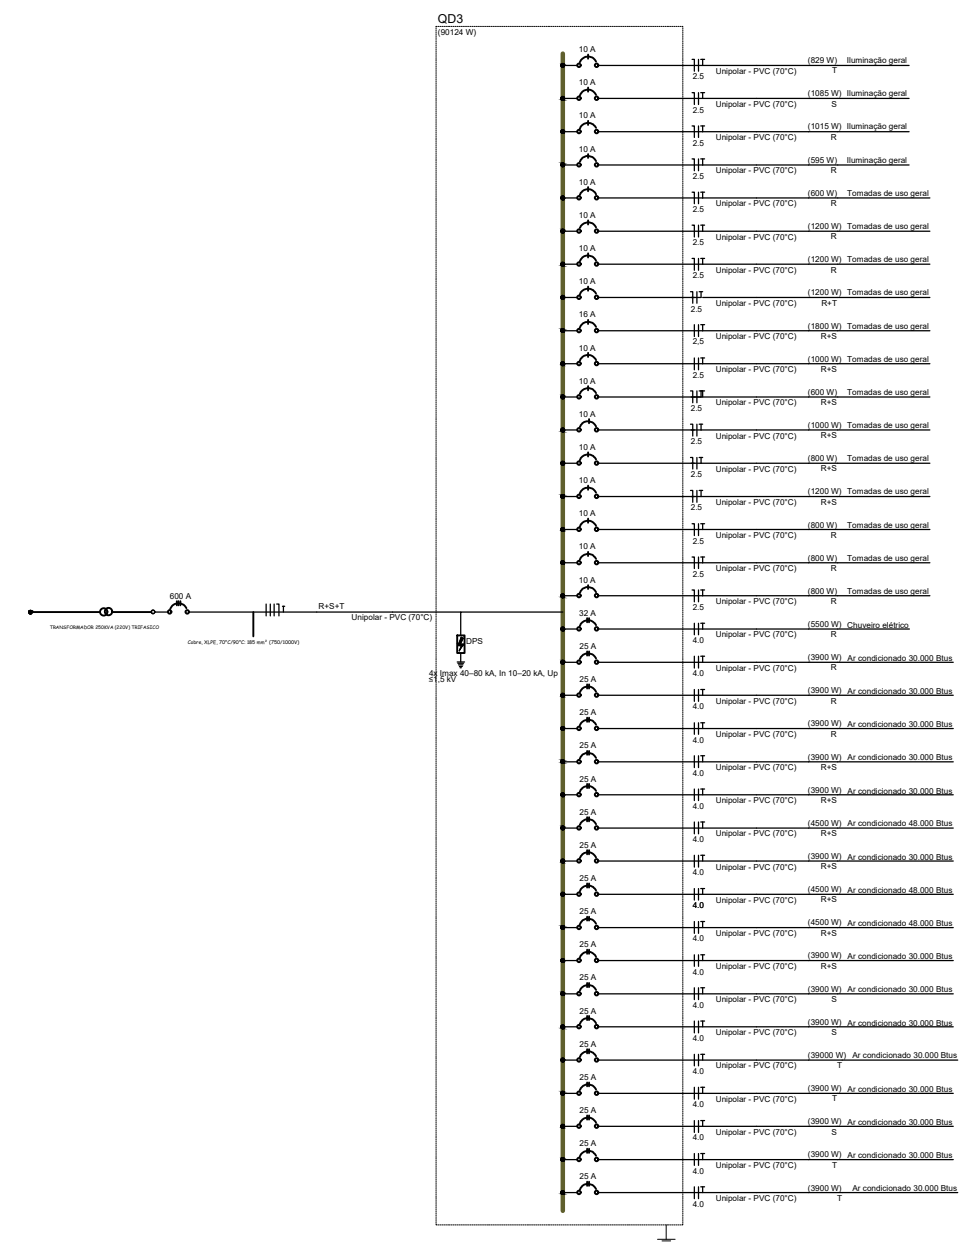 QD3
(90124 W)
10 A
2.5
Unipolar - PVC (70°C)
(829 W) Iluminação geral
T
10 A
2.5
Unipolar - PVC (70°C)
(1085 W) Iluminação geral
S
10 A
2.5
Unipolar - PVC (70°C)
(1015 W) Iluminação geral
R
10 A
2.5
Unipolar - PVC (70°C)
(595 W) Iluminação geral
R
10 A
2.5
Unipolar - PVC (70°C)
(600 W) Tomadas de uso geral
R
10 A
2.5
Unipolar - PVC (70°C)
(1200 W) Tomadas de uso geral
R
10 A
2.5
Unipolar - PVC (70°C)
(1200 W) Tomadas de uso geral
R
10 A
2.5
Unipolar - PVC (70°C)
(1200 W) Tomadas de uso geral
R+T
16 A
2,5
Unipolar - PVC (70°C)
(1800 W) Tomadas de uso geral
R+S
10 A
2.5
Unipolar - PVC (70°C)
(1000 W) Tomadas de uso geral
R+S
10 A
2.5
Unipolar - PVC (70°C)
(600 W) Tomadas de uso geral
R+S
10 A
2.5
Unipolar - PVC (70°C)
(1000 W) Tomadas de uso geral
R+S
10 A
2.5
Unipolar - PVC (70°C)
(800 W) Tomadas de uso geral
R+S
10 A
2.5
Unipolar - PVC (70°C)
(1200 W) Tomadas de uso geral
R+S
10 A
2.5
Unipolar - PVC (70°C)
(800 W) Tomadas de uso geral
R
10 A
2.5
Unipolar - PVC (70°C)
(800 W) Tomadas de uso geral
R
10 A
2.5
Unipolar - PVC (70°C)
(800 W) Tomadas de uso geral
R
600 A
TRANSFORMADOR 250KVA (220V) TRIFÁSICO
Cobre, XLPE, 70°C/90°C: 185 mm² (750/1000V)
R+S+T
Unipolar - PVC (70°C)
DPS
4x Imax 40–80 kA, In 10–20 kA, Up
≤1,5 kV
32 A
4.0
Unipolar - PVC (70°C)
(5500 W) Chuveiro elétrico
R
25 A
4.0
Unipolar - PVC (70°C)
(3900 W) Ar condicionado 30.000 Btus
R
25 A
4.0
Unipolar - PVC (70°C)
(3900 W) Ar condicionado 30.000 Btus
R
25 A
4.0
Unipolar - PVC (70°C)
(3900 W) Ar condicionado 30.000 Btus
R
25 A
4.0
Unipolar - PVC (70°C)
(3900 W) Ar condicionado 30.000 Btus
R+S
25 A
4.0
Unipolar - PVC (70°C)
(3900 W) Ar condicionado 30.000 Btus
R+S
25 A
4.0
Unipolar - PVC (70°C)
(4500 W) Ar condicionado 48.000 Btus
R+S
25 A
4.0
Unipolar - PVC (70°C)
(3900 W) Ar condicionado 30.000 Btus
R+S
25 A
4.0
Unipolar - PVC (70°C)
(4500 W) Ar condicionado 48.000 Btus
R+S
25 A
4.0
Unipolar - PVC (70°C)
(4500 W) Ar condicionado 48.000 Btus
R+S
25 A
4.0
Unipolar - PVC (70°C)
(3900 W) Ar condicionado 30.000 Btus
R+S
25 A
4.0
Unipolar - PVC (70°C)
(3900 W) Ar condicionado 30.000 Btus
S
25 A
4.0
Unipolar - PVC (70°C)
(3900 W) Ar condicionado 30.000 Btus
S
25 A
4.0
Unipolar - PVC (70°C)
(39000 W) Ar condicionado 30.000 Btus
T
25 A
4.0
Unipolar - PVC (70°C)
(3900 W) Ar condicionado 30.000 Btus
T
25 A
4.0
Unipolar - PVC (70°C)
(3900 W) Ar condicionado 30.000 Btus
S
25 A
4.0
Unipolar - PVC (70°C)
(3900 W) Ar condicionado 30.000 Btus
T
25 A
4.0
Unipolar - PVC (70°C)
(3900 W) Ar condicionado 30.000 Btus
T